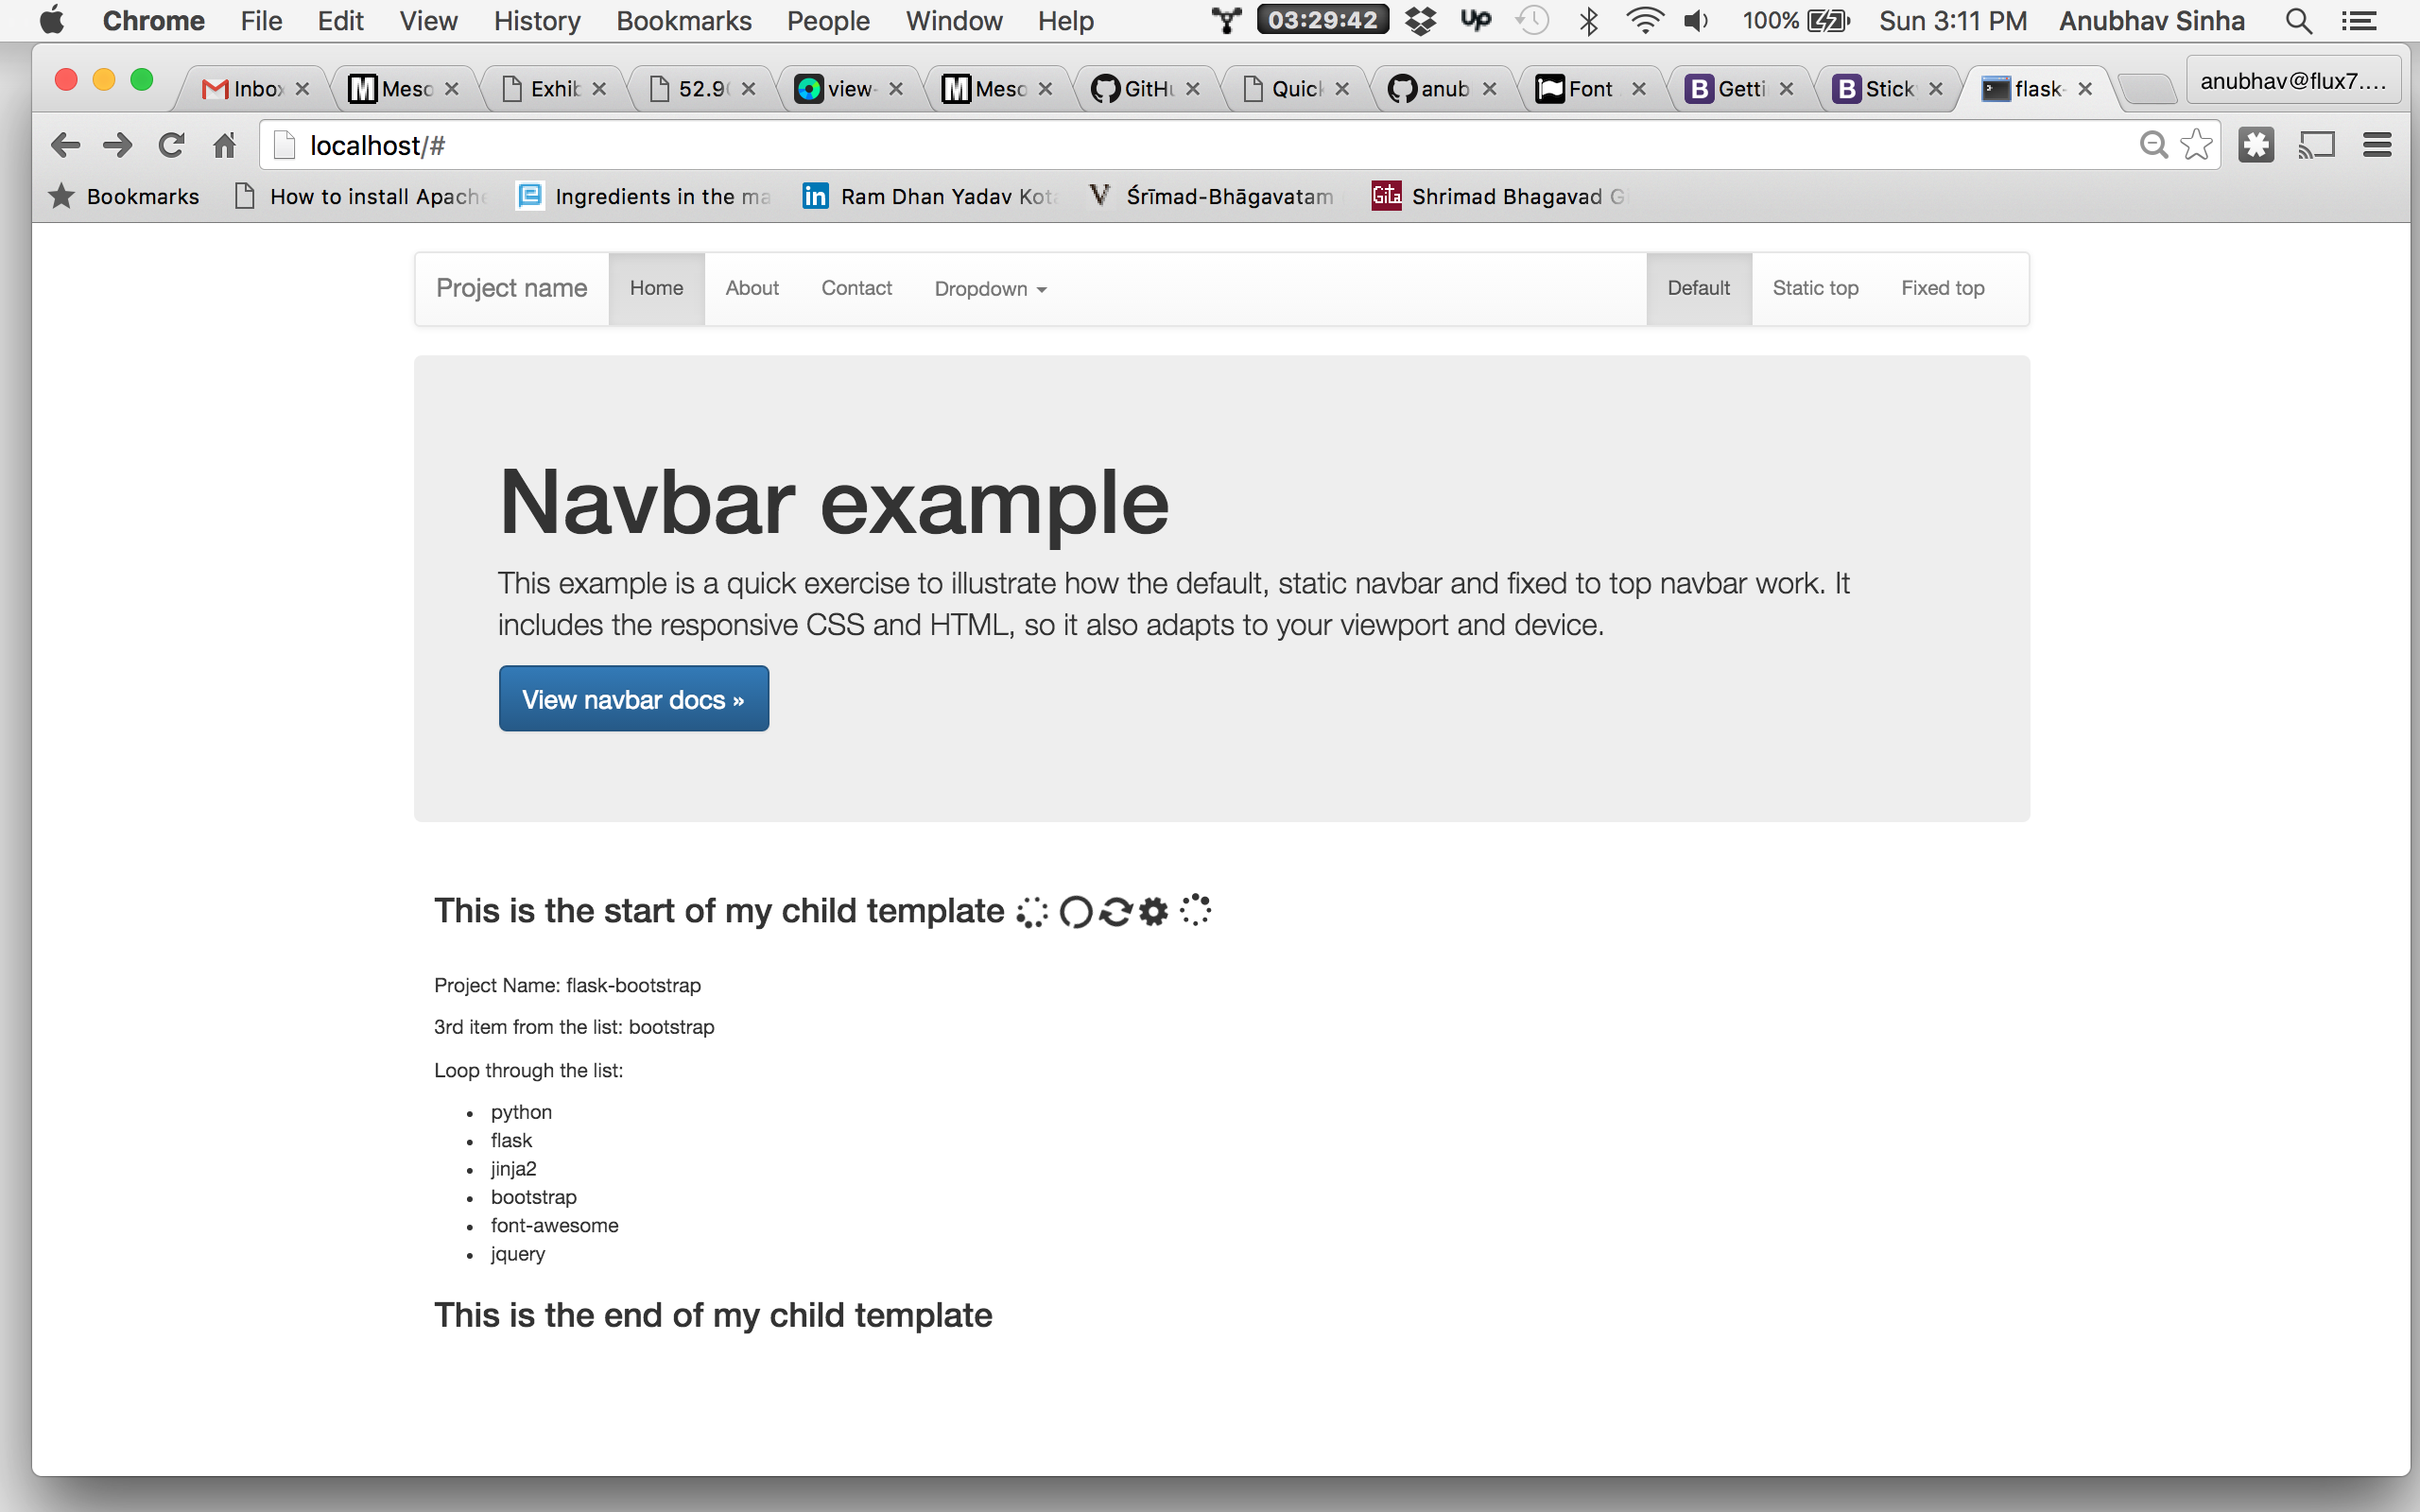 Chrome File Edit View History Bookmarks People Window Help 03:29:42 Up 100% Sun 3:11 PM Anubhav Sinha
Inbox Meso Exhib 52.9 view- Meso GitHu Quick anub Font Getti Stick flask- anubhav@flux7....
localhost/#
Bookmarks How to install Apache Ingredients in the ma Ram Dhan Yadav Kota Śrīmad-Bhāgavatam Gita Shrimad Bhagavad G
Project name Home About Contact Dropdown Default Static top Fixed top
Navbar example
This example is a quick exercise to illustrate how the default, static navbar and fixed to top navbar work. It
includes the responsive CSS and HTML, so it also adapts to your viewport and device.
View navbar docs »
This is the start of my child template
Project Name: flask-bootstrap
3rd item from the list: bootstrap
Loop through the list:
• python
• flask
• jinja2
• bootstrap
• font-awesome
• jquery
This is the end of my child template